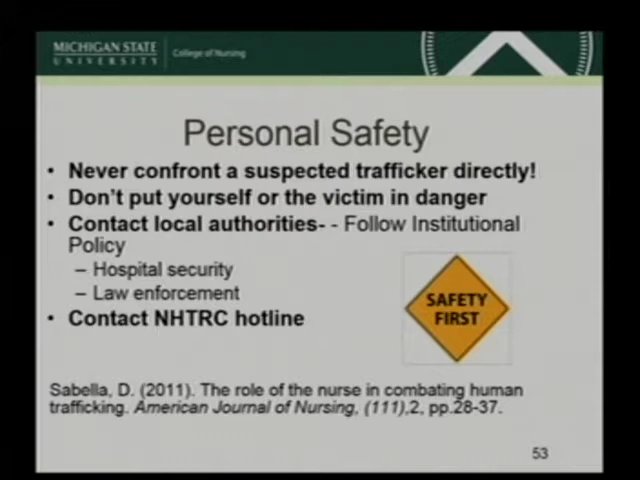 MICHIGAN STATE
UNIVERSITY
College of Nursing
Personal Safety
• Never confront a suspected trafficker directly!
• Don't put yourself or the victim in danger
• Contact local authorities- - Follow Institutional
Policy
– Hospital security
– Law enforcement
• Contact NHTRC hotline
SAFETY
FIRST
Sabella, D. (2011). The role of the nurse in combating human
trafficking. American Journal of Nursing, (111),2, pp.28-37.
53